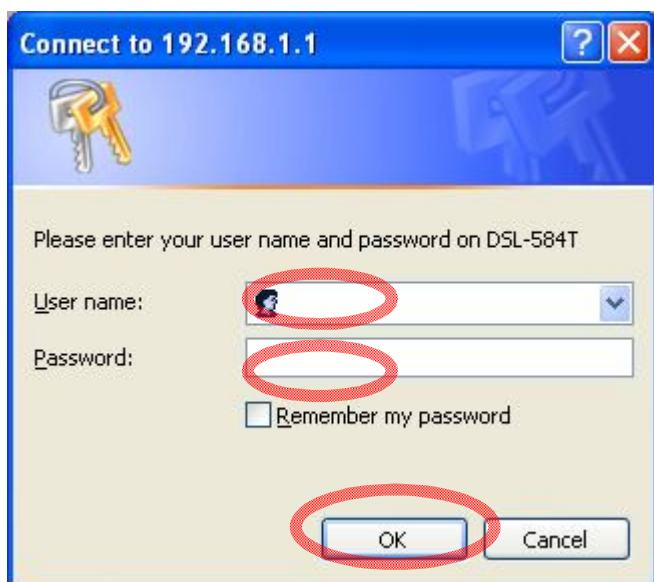 Connect to 192.168.1.1
Please enter your user name and password on DSL-584T
User name:
Password:
Remember my password
OK Cancel